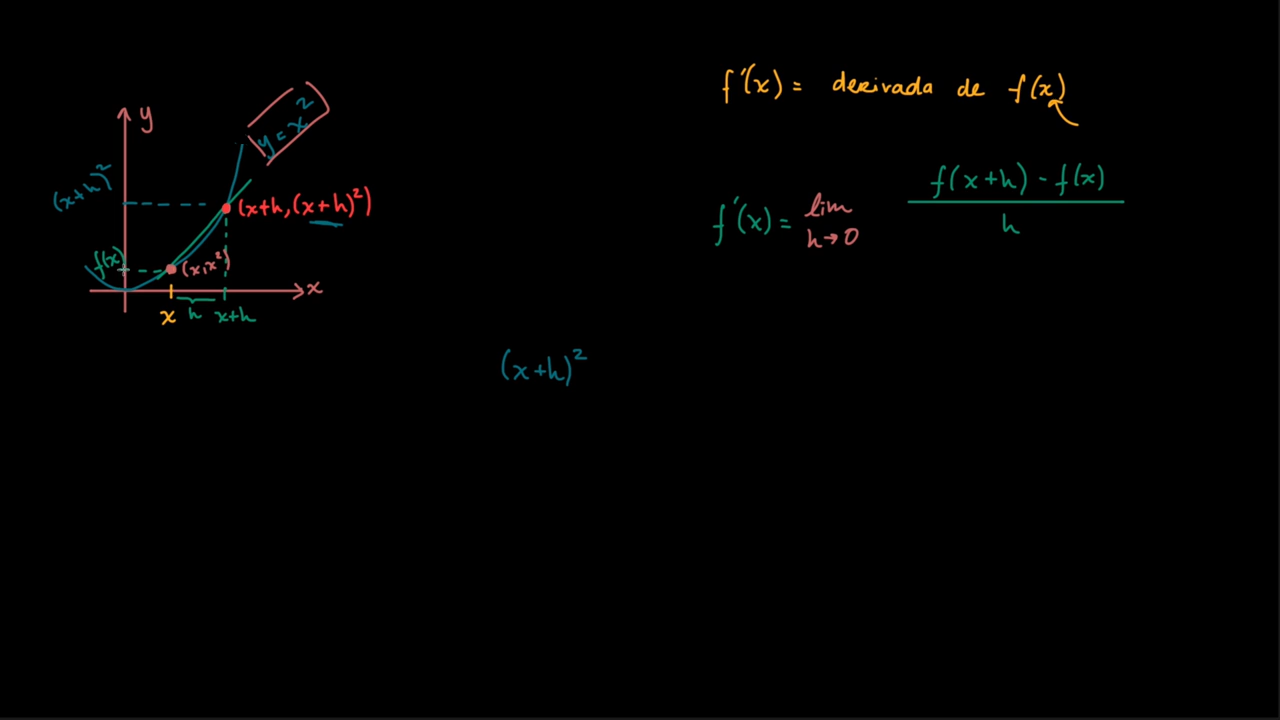 f'(x) = derivada de f(x)
f'(x) = lim h→0 f(x+h) - f(x) / h
y
y = x²
(x+h)²
(x+h, (x+h)²)
f(x)
(x, x²)
x
x
h
x+h
(x+h)²